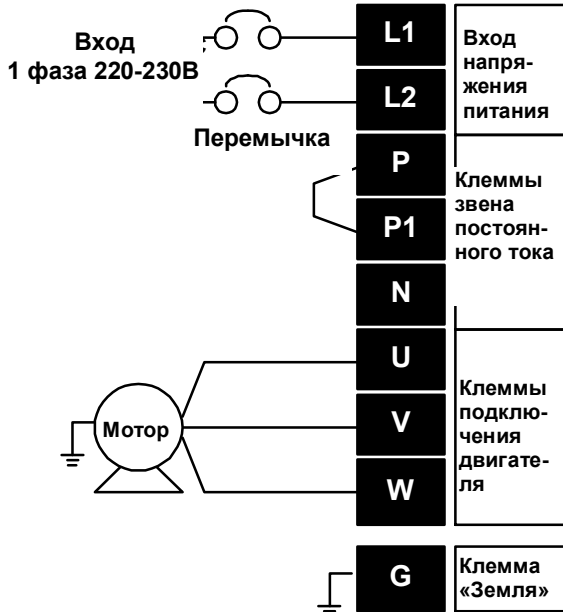 Вход
1 фаза 220-230В
Перемычка
L1
L2
Вход
напря-
жения
питания
P
P1
N
Клеммы
звена
постоян-
ного тока
Мотор
U
V
W
Клеммы
подклю-
чения
двигате-
ля
G
Клемма
«Земля»